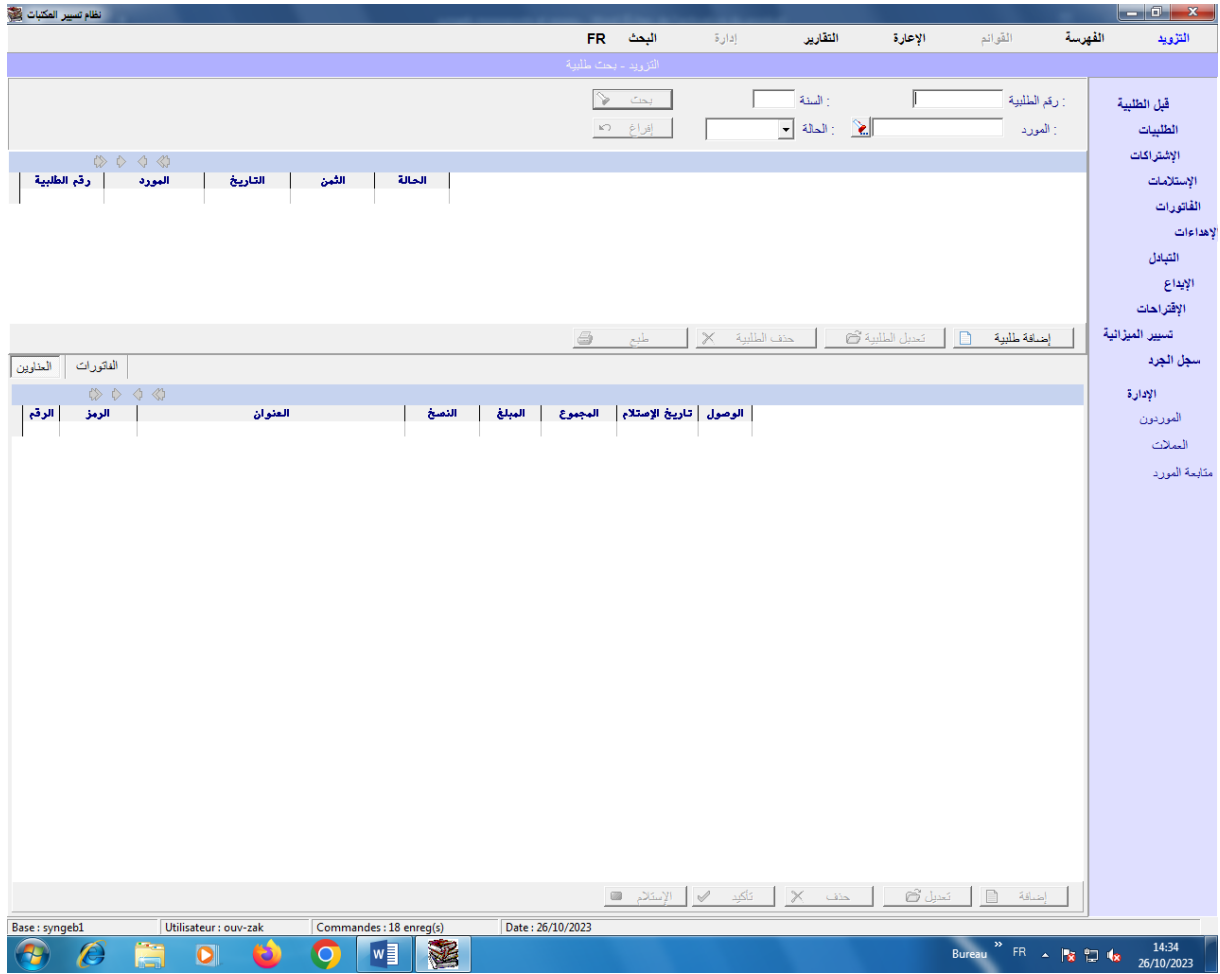 نظام تسيير المكتبات
التزويد الفهرسة القوائم الإعارة التقارير إدارة البحث FR
التزويد - بحث طلبية
رقم الطلبية : السنة : بحث
المورد : الحالة : إفراغ
رقم الطلبية المورد التاريخ الثمن الحالة
إضافة طلبية تعديل الطلبية حذف الطلبية طبع
العناوين الفاتورات
الرقم الرمز العنوان النسخ المبلغ المجموع تاريخ الإستلام الوصول
إضافة تعديل حذف تأكيد الإستلام
قبل الطلبية
الطلبيات
الإشتراكات
الإستلامات
الفاتورات
الإهداءات
التبادل
الإيداع
الإقتراحات
تسيير الميزانية
سجل الجرد
الإدارة
الموردون
العملات
متابعة المورد
Base : syngeb1 Utilisateur : ouv-zak Commandes : 18 enreg(s) Date : 26/10/2023
Bureau » FR 14:34
26/10/2023